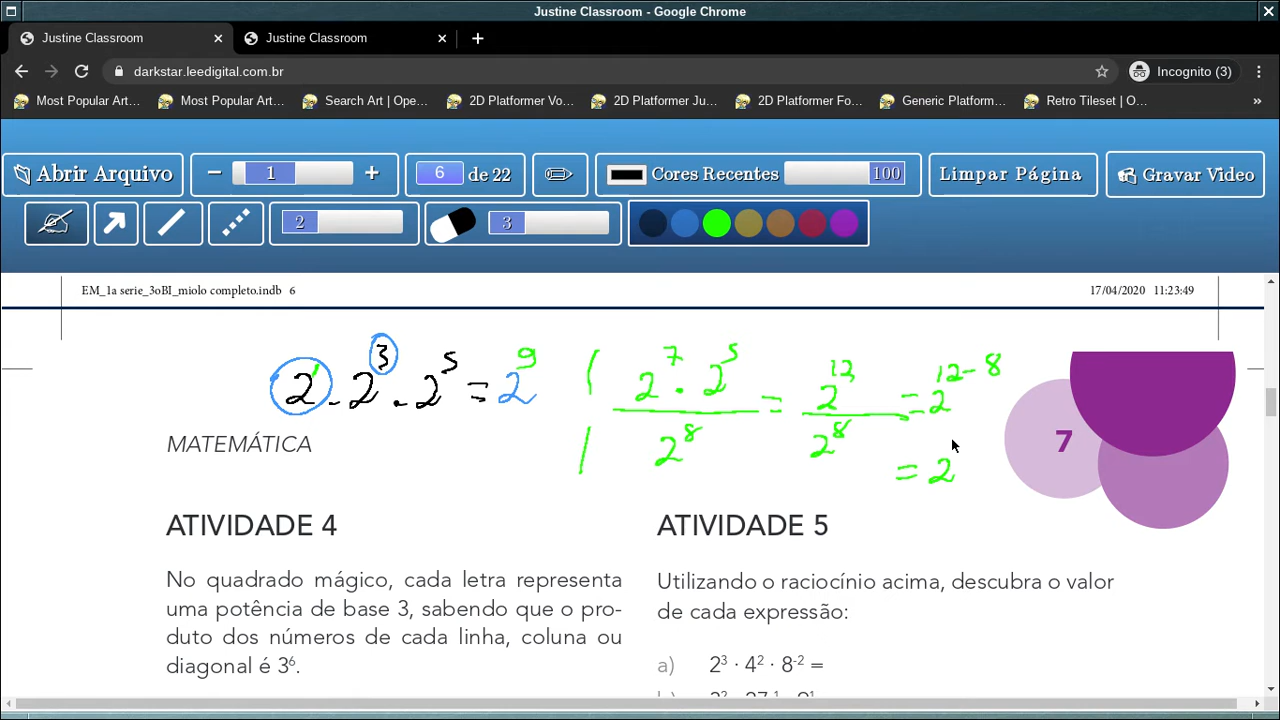 Justine Classroom - Google Chrome
Justine Classroom
Justine Classroom
darkstar.leedigital.com.br
Incognito (3)
Most Popular Art...
Most Popular Art...
Search Art | Ope...
2D Platformer Vo...
2D Platformer Ju...
2D Platformer Fo...
Generic Platform...
Retro Tileset | O...
Abrir Arquivo
− 1 +
6 de 22
Cores Recentes 100
Limpar Página
Gravar Video
2
3
EM_1a serie_3oBI_miolo completo.indb 6
17/04/2020 11:23:49
2¹ . 2³ . 2⁵ = 2⁹
2⁷ . 2⁵ / 2⁸ = 2¹² / 2⁸ = 2¹²⁻⁸
= 2
MATEMÁTICA
7
ATIVIDADE 4
No quadrado mágico, cada letra representa
uma potência de base 3, sabendo que o pro-
duto dos números de cada linha, coluna ou
diagonal é 3⁶.
ATIVIDADE 5
Utilizando o raciocínio acima, descubra o valor
de cada expressão:
a) 2³ · 4² · 8⁻² =